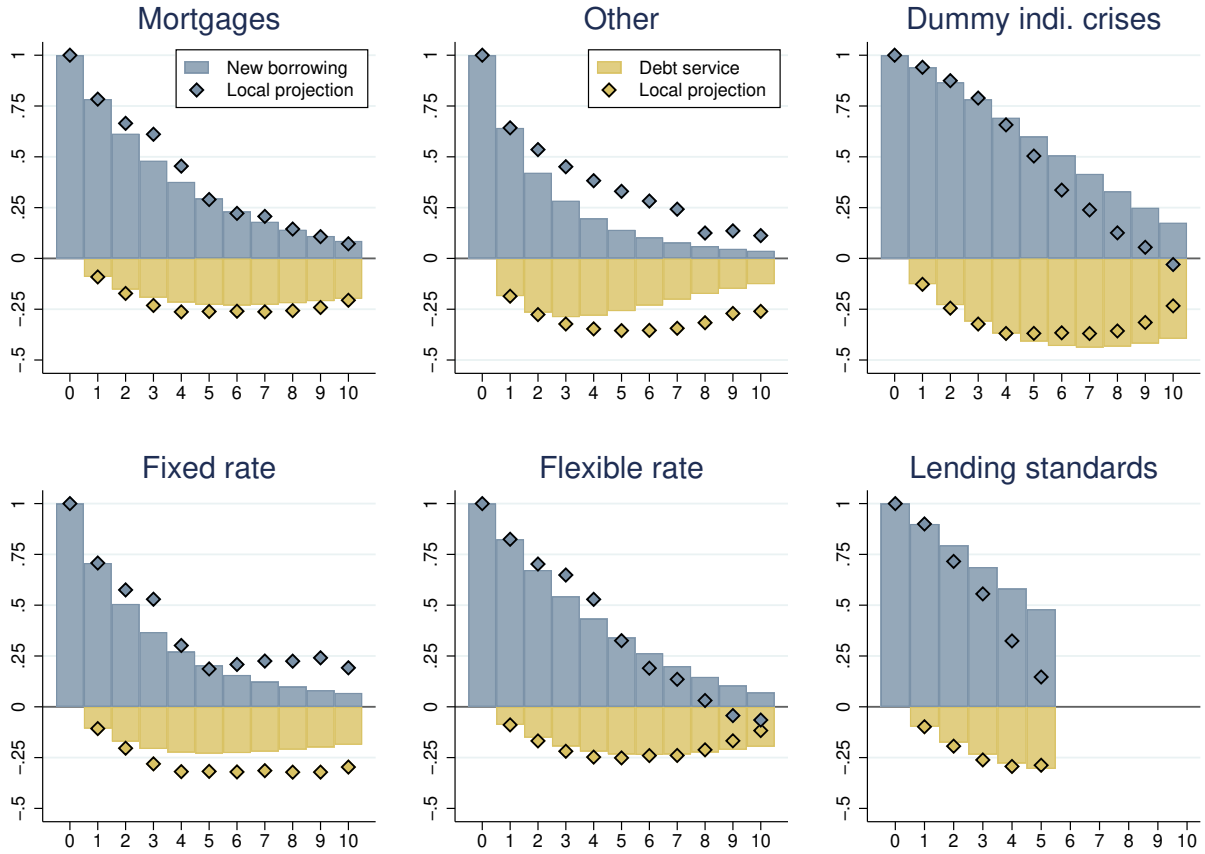 Mortgages
New borrowing
Local projection
1
.75
.5
.25
0
-.25
-.5
0 1 2 3 4 5 6 7 8 9 10
Other
Debt service
Local projection
1
.75
.5
.25
0
-.25
-.5
0 1 2 3 4 5 6 7 8 9 10
Dummy indi. crises
1
.75
.5
.25
0
-.25
-.5
0 1 2 3 4 5 6 7 8 9 10
Fixed rate
1
.75
.5
.25
0
-.25
-.5
0 1 2 3 4 5 6 7 8 9 10
Flexible rate
1
.75
.5
.25
0
-.25
-.5
0 1 2 3 4 5 6 7 8 9 10
Lending standards
1
.75
.5
.25
0
-.25
-.5
0 1 2 3 4 5 6 7 8 9 10